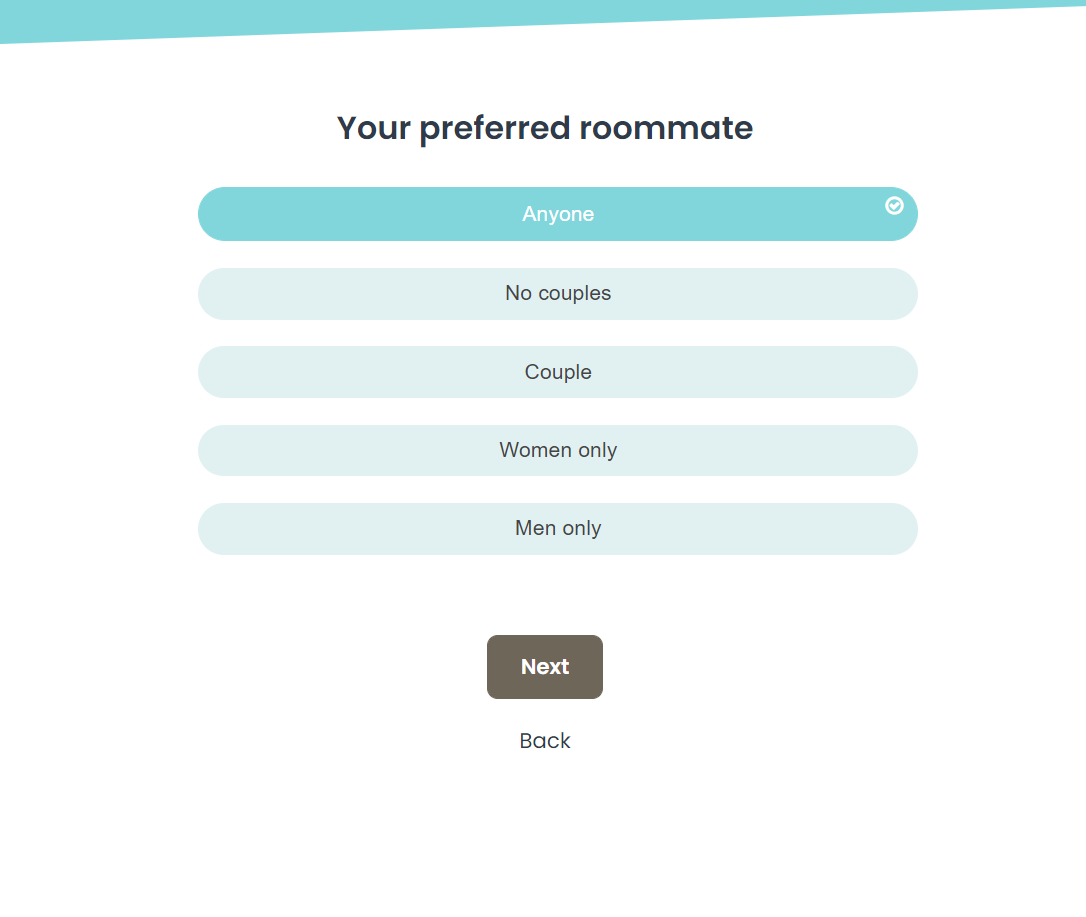 Your preferred roommate
Anyone
No couples
Couple
Women only
Men only
Next
Back